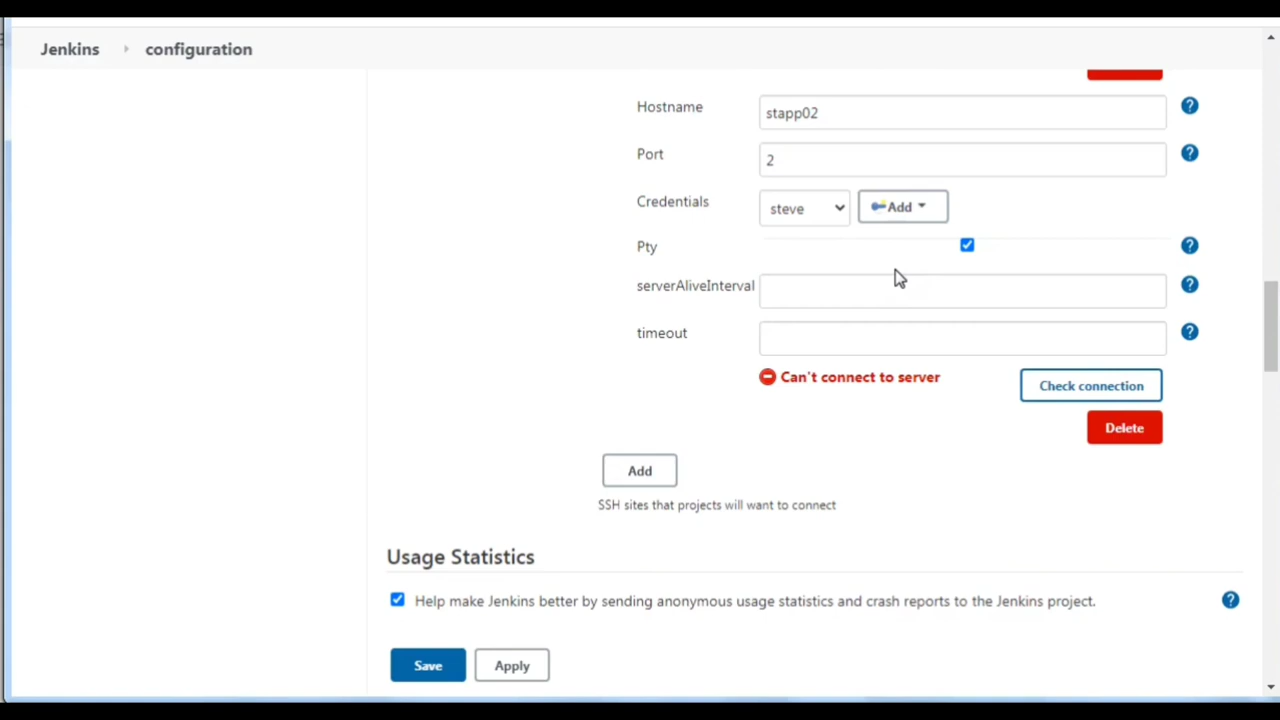 Jenkins configuration
Hostname stapp02
Port 2
Credentials steve Add
Pty
serverAliveInterval
timeout
Can't connect to server Check connection
Delete
Add
SSH sites that projects will want to connect
Usage Statistics
Help make Jenkins better by sending anonymous usage statistics and crash reports to the Jenkins project.
Save Apply